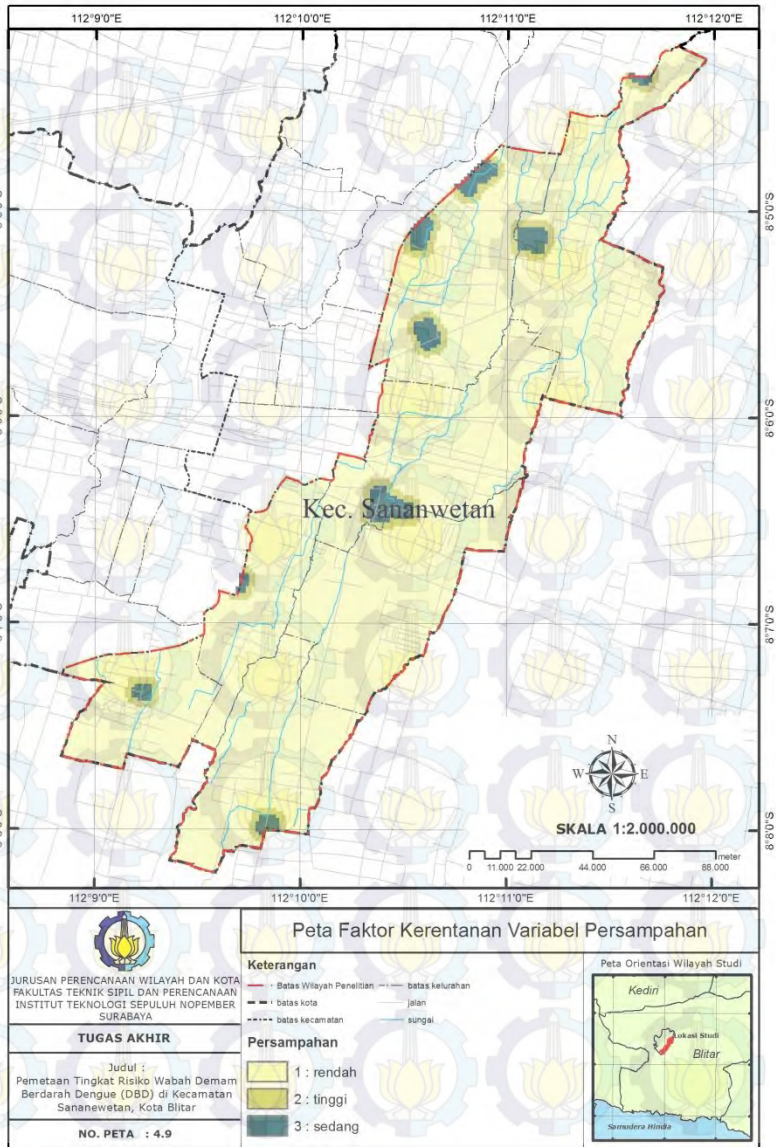 112°9'0"E 112°10'0"E 112°11'0"E 112°12'0"E
8°5'0"S
8°6'0"S
Kec. Sananwetan
8°7'0"S
N
W E
S
SKALA 1:2.000.000
8°8'0"S
meter
0 11.000 22.000 44.000 66.000 88.000
112°9'0"E 112°10'0"E 112°11'0"E 112°12'0"E
JURUSAN PERENCANAAN WILAYAH DAN KOTA
FAKULTAS TEKNIK SIPIL DAN PERENCANAAN
INSTITUT TEKNOLOGI SEPULUH NOPEMBER
SURABAYA
TUGAS AKHIR
Judul :
Pemetaan Tingkat Risiko Wabah Demam
Berdarah Dengue (DBD) di Kecamatan
Sananewetan, Kota Blitar
NO. PETA : 4.9
Peta Faktor Kerentanan Variabel Persampahan
Keterangan
Batas Wilayah Penelitian
batas kelurahan
batas kota
jalan
batas kecamatan
sungai
Persampahan
1 : rendah
2 : tinggi
3 : sedang
Peta Orientasi Wilayah Studi
Kediri
Lokasi Studi
Blitar
Samudera Hindia